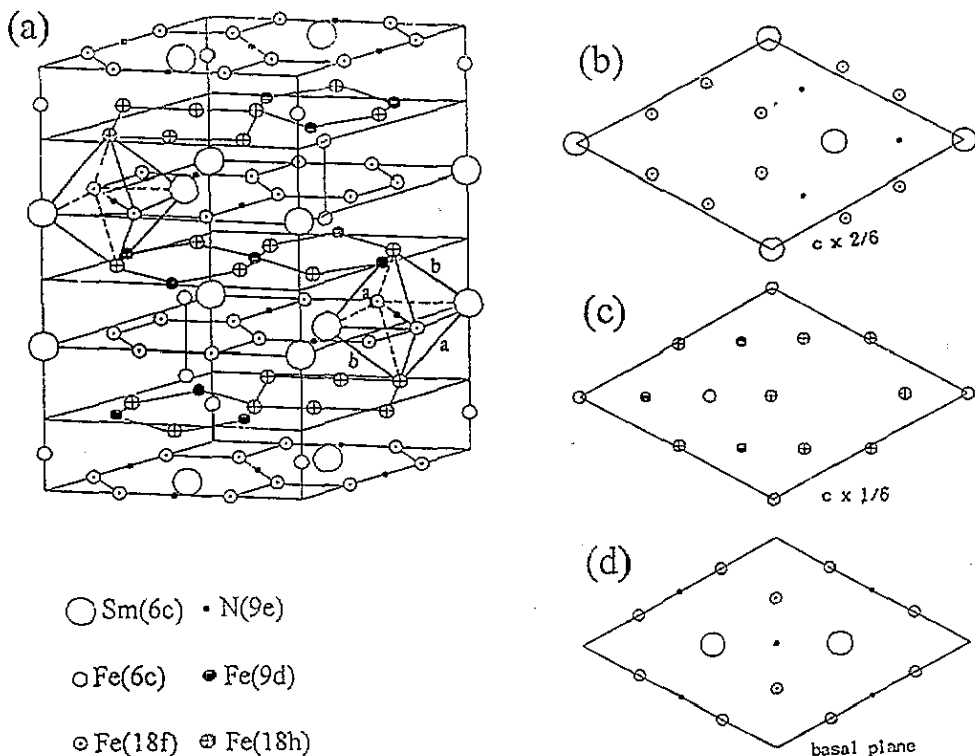 (a)
b
a
a
b
(b)
c x 2/6
(c)
c x 1/6
(d)
basal plane
Sm(6c) N(9e)
Fe(6c) Fe(9d)
Fe(18f) Fe(18h)